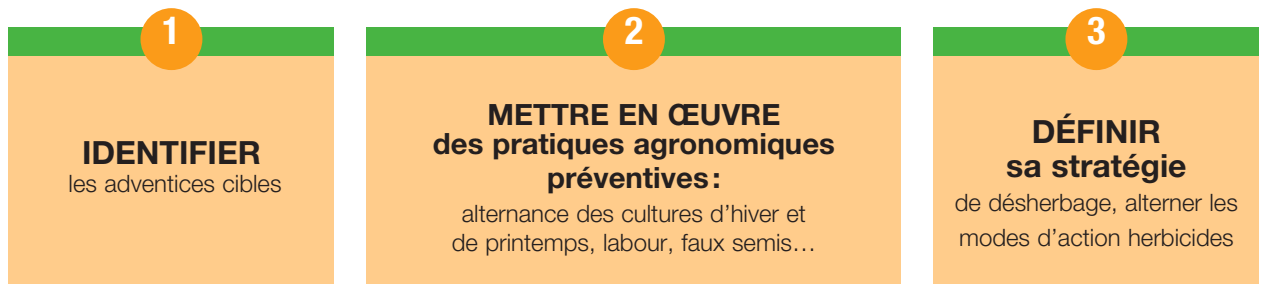 1
IDENTIFIER
les adventices cibles
2
METTRE EN ŒUVRE
des pratiques agronomiques
préventives :
alternance des cultures d’hiver et
de printemps, labour, faux semis…
3
DÉFINIR
sa stratégie
de désherbage, alterner les
modes d’action herbicides